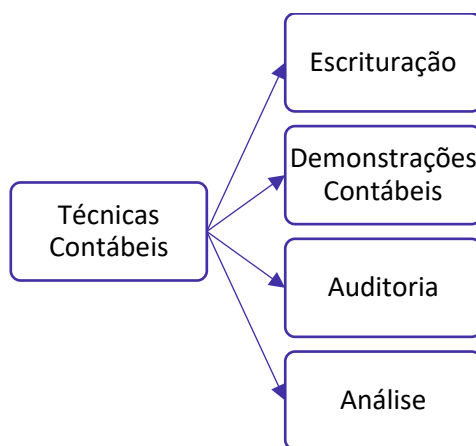 Escrituração
Demonstrações
Contábeis
Técnicas
Contábeis
Auditoria
Análise